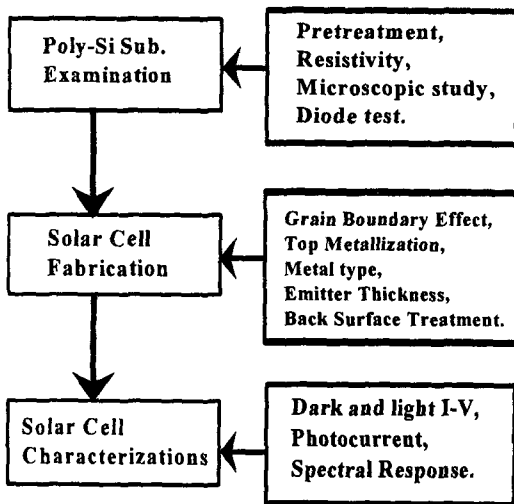 Poly-Si Sub.
Examination
Pretreatment,
Resistivity,
Microscopic study,
Diode test.
Solar Cell
Fabrication
Grain Boundary Effect,
Top Metallization,
Metal type,
Emitter Thickness,
Back Surface Treatment.
Solar Cell
Characterizations
Dark and light I-V,
Photocurrent,
Spectral Response.